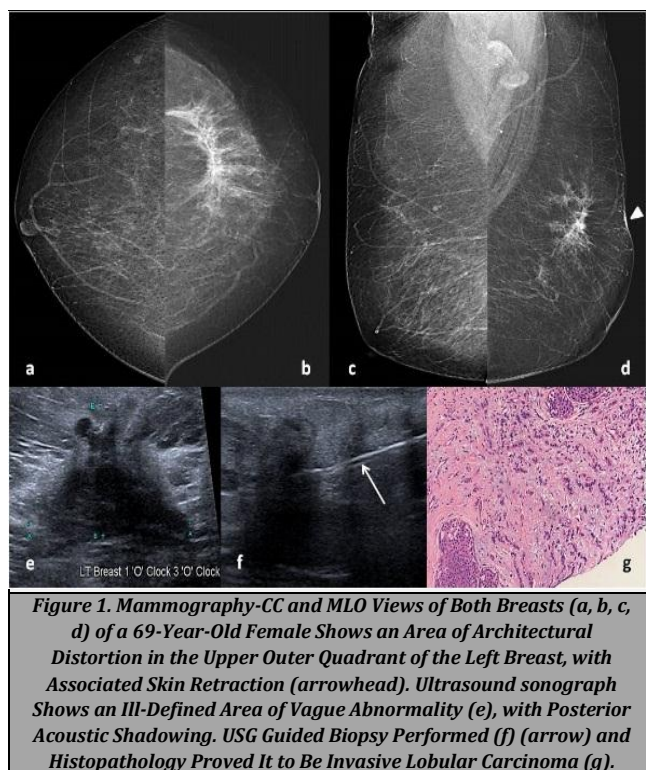 a
b
c
d
e
LT Breast 1 'O' Clock 3 'O' Clock
f
g
Figure 1. Mammography-CC and MLO Views of Both Breasts (a, b, c,
d) of a 69-Year-Old Female Shows an Area of Architectural
Distortion in the Upper Outer Quadrant of the Left Breast, with
Associated Skin Retraction (arrowhead). Ultrasound sonograph
Shows an Ill-Defined Area of Vague Abnormality (e), with Posterior
Acoustic Shadowing. USG Guided Biopsy Performed (f) (arrow) and
Histopathology Proved It to Be Invasive Lobular Carcinoma (g).